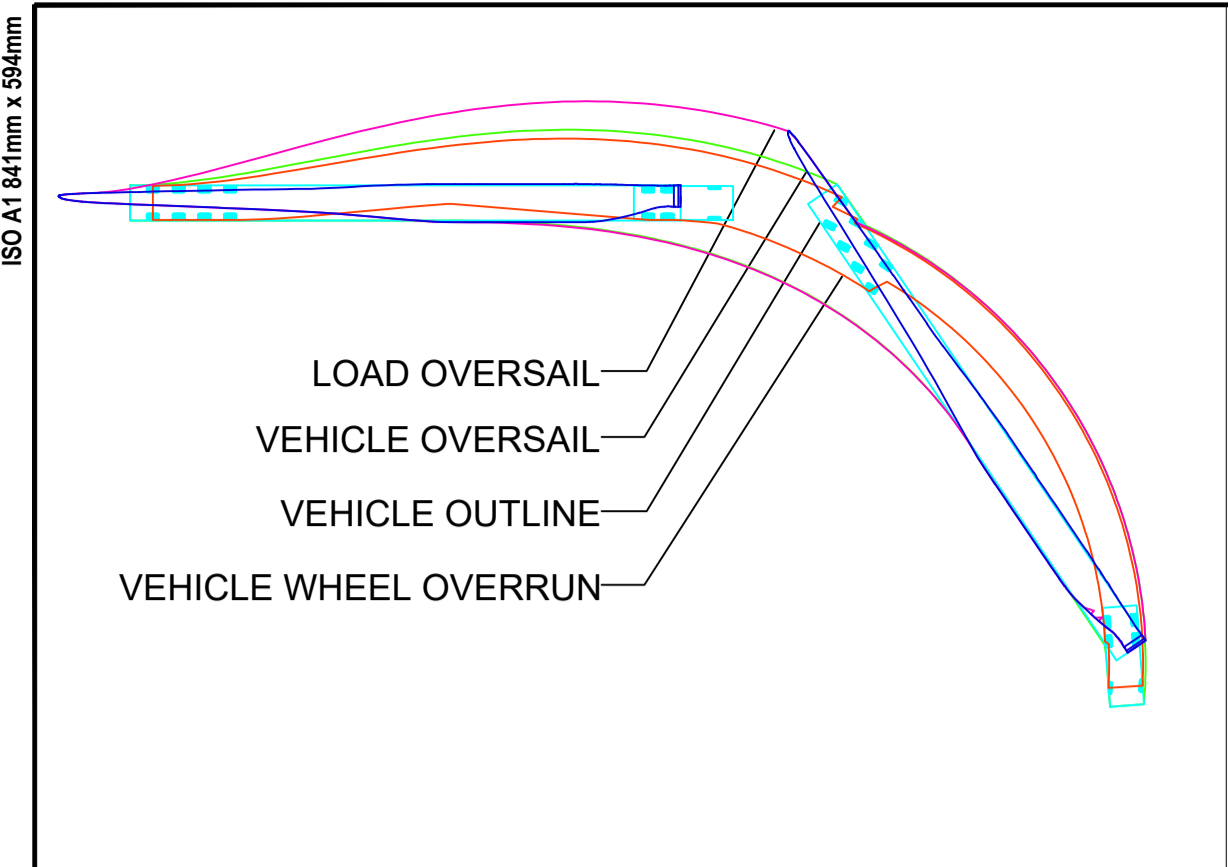 ISO A1 841mm x 594mm
LOAD OVERSAIL
VEHICLE OVERSAIL
VEHICLE OUTLINE
VEHICLE WHEEL OVERRUN